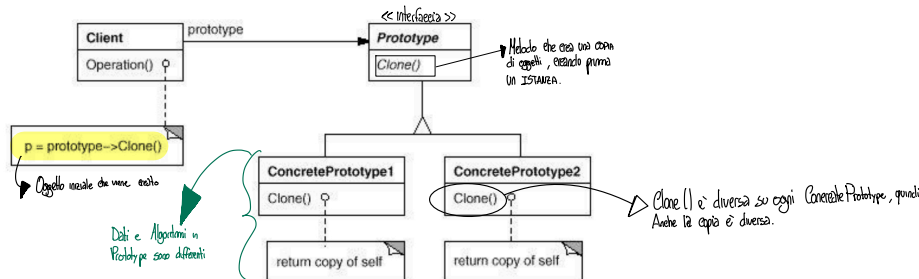 << Interfaccia >>
Client
prototype
Prototype
Operation()
Clone()
Metodo che crea una COPIA
di oggetti, creando prima
un ISTANZA.
p = prototype->Clone()
Oggetto iniziale che viene
ConcretePrototype1
ConcretePrototype2
Clone()
Clone()
Clone() è diversa su ogni ConcreatePrototype, quindi
Anche la copia è diversa.
Dati e Algoritmi in
Prototype sono differenti
return copy of self
return copy of self